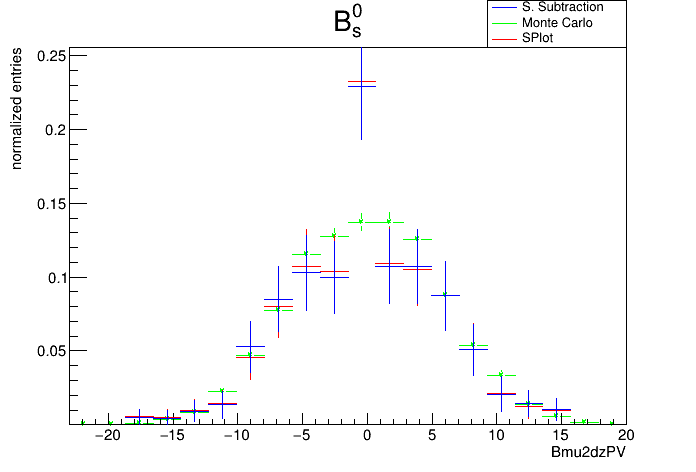 B⁰ₛ
S. Subtraction
Monte Carlo
SPlot
normalized entries
0.25
0.2
0.15
0.1
0.05
−20 −15 −10 −5 0 5 10 15 20
Bmu2dzPV